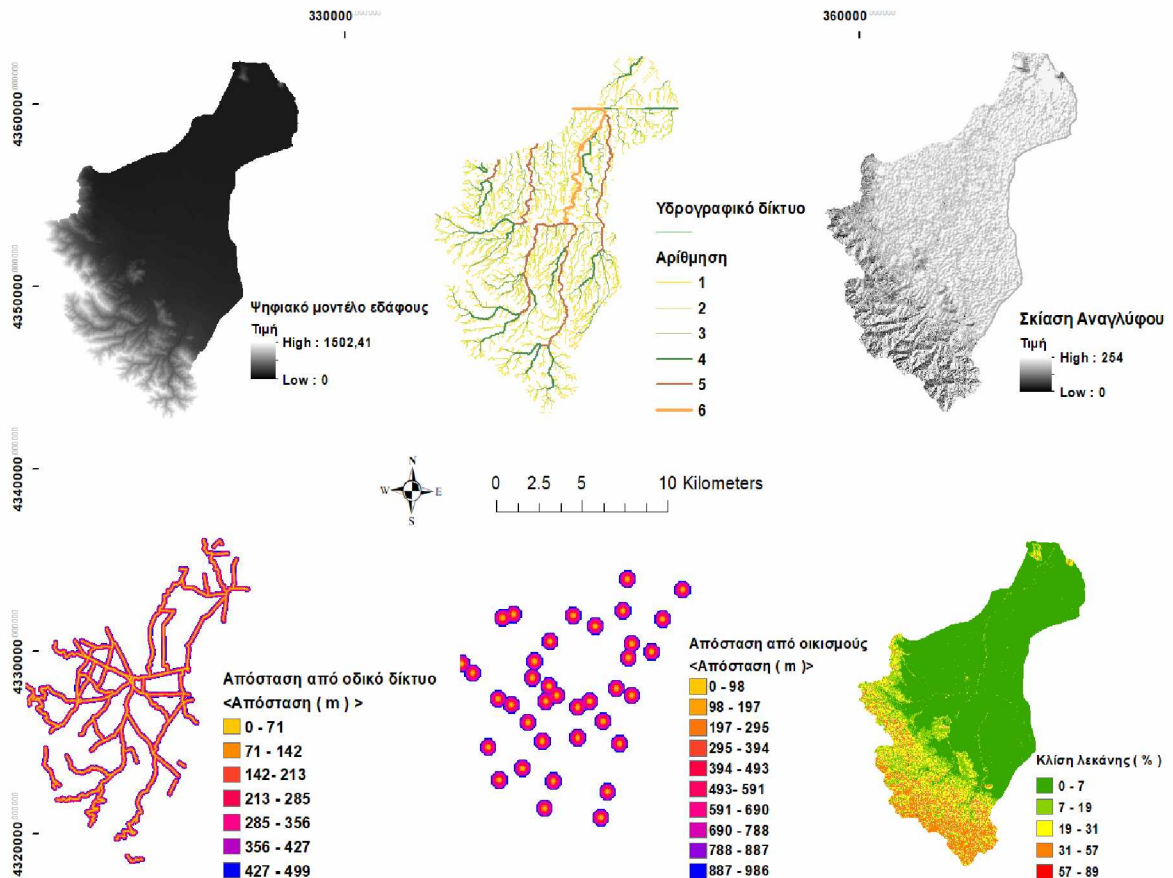 330000
360000
4360000
4350000
4340000
4330000
4320000
Ψηφιακό μοντέλο εδάφους
Τιμή
High : 1502,41
Low : 0
Υδρογραφικό δίκτυο
Αρίθμηση
1
2
3
4
5
6
Σκίαση Αναγλύφου
Τιμή
High : 254
Low : 0
N
W
E
S
0 2.5 5 10 Kilometers
Απόσταση από οδικό δίκτυο
<Απόσταση ( m ) >
0 - 71
71 - 142
142- 213
213 - 285
285 - 356
356 - 427
427 - 499
Απόσταση από οικισμούς
<Απόσταση ( m )>
0 - 98
98 - 197
197 - 295
295 - 394
394 - 493
493- 591
591 - 690
690 - 788
788 - 887
887 - 986
Κλίση λεκάνης ( % )
0 - 7
7 - 19
19 - 31
31 - 57
57 - 89